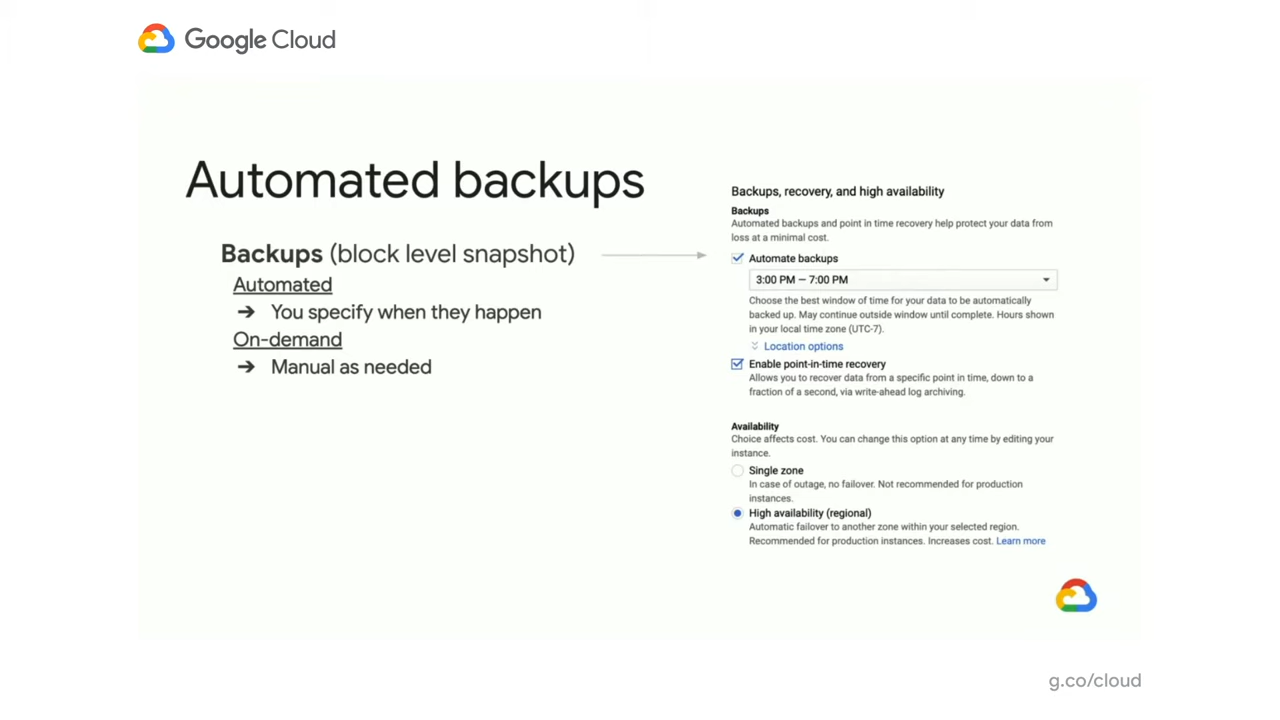 Google Cloud
Automated backups
Backups (block level snapshot)
Automated
➔ You specify when they happen
On-demand
➔ Manual as needed
Backups, recovery, and high availability
Backups
Automated backups and point in time recovery help protect your data from
loss at a minimal cost.
Automate backups
3:00 PM — 7:00 PM
Choose the best window of time for your data to be automatically
backed up. May continue outside window until complete. Hours shown
in your local time zone (UTC-7).
Location options
Enable point-in-time recovery
Allows you to recover data from a specific point in time, down to a
fraction of a second, via write-ahead log archiving.
Availability
Choice affects cost. You can change this option at any time by editing your
instance.
Single zone
In case of outage, no failover. Not recommended for production
instances.
High availability (regional)
Automatic failover to another zone within your selected region.
Recommended for production instances. Increases cost. Learn more
g.co/cloud